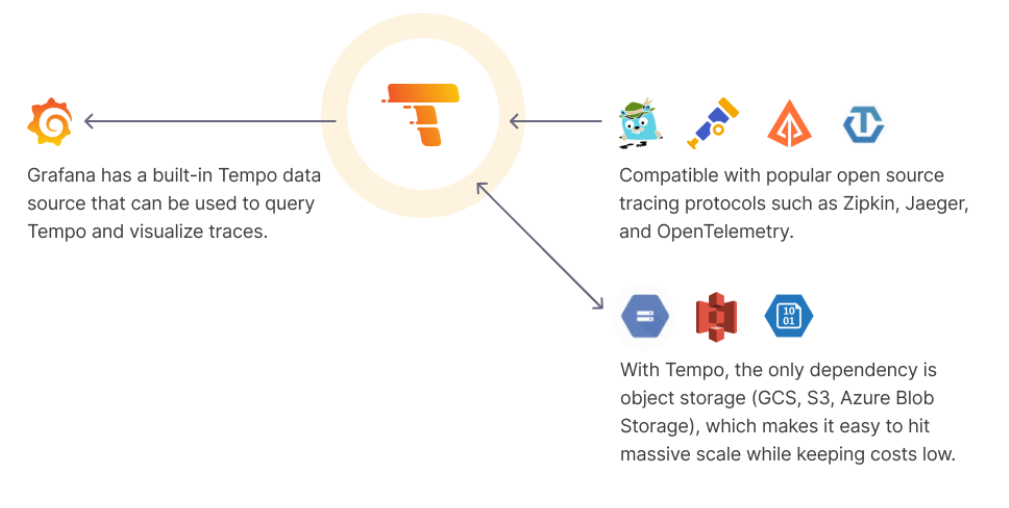 Grafana has a built-in Tempo data
source that can be used to query
Tempo and visualize traces.
Compatible with popular open source
tracing protocols such as Zipkin, Jaeger,
and OpenTelemetry.
10
01
With Tempo, the only dependency is
object storage (GCS, S3, Azure Blob
Storage), which makes it easy to hit
massive scale while keeping costs low.